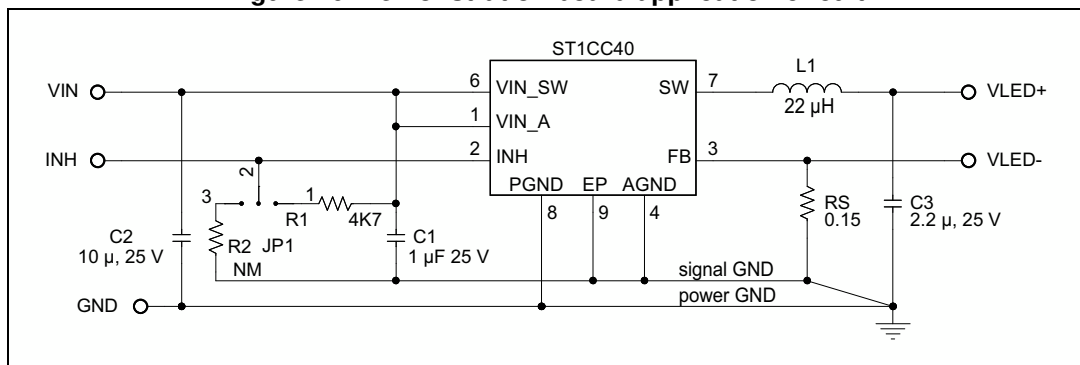 ST1CC40
L1
VIN
6
VIN_SW
SW
7
22 µH
VLED+
1
VIN_A
INH
2
INH
FB
3
VLED-
2
PGND
EP
AGND
3
1
R1
4K7
8
9
4
RS
0.15
C3
2.2 µ, 25 V
C2
10 µ, 25 V
R2
JP1
C1
1 µF 25 V
NM
signal GND
power GND
GND